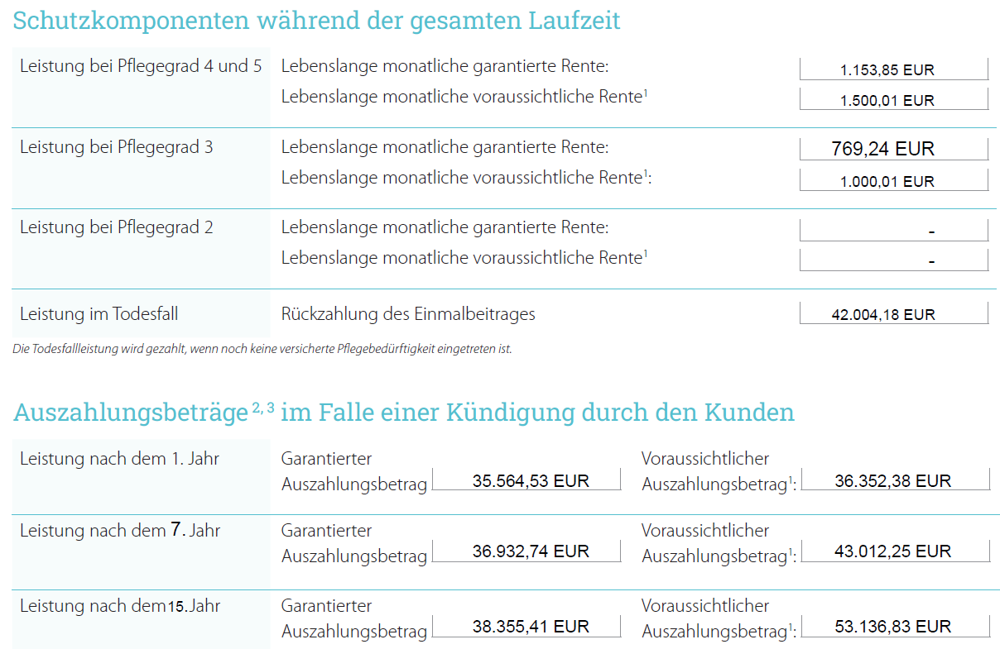 Schutzkomponenten während der gesamten Laufzeit
Leistung bei Pflegegrad 4 und 5 Lebenslange monatliche garantierte Rente: 1.153,85 EUR
Lebenslange monatliche voraussichtliche Rente¹ 1.500,01 EUR
Leistung bei Pflegegrad 3 Lebenslange monatliche garantierte Rente: 769,24 EUR
Lebenslange monatliche voraussichtliche Rente¹: 1.000,01 EUR
Leistung bei Pflegegrad 2 Lebenslange monatliche garantierte Rente: -
Lebenslange monatliche voraussichtliche Rente¹ -
Leistung im Todesfall Rückzahlung des Einmalbeitrages 42.004,18 EUR
Die Todesfallleistung wird gezahlt, wenn noch keine versicherte Pflegebedürftigkeit eingetreten ist.
Auszahlungsbeträge ²,³ im Falle einer Kündigung durch den Kunden
Leistung nach dem 1. Jahr Garantierter Voraussichtlicher
Auszahlungsbetrag 35.564,53 EUR Auszahlungsbetrag¹: 36.352,38 EUR
Leistung nach dem 7. Jahr Garantierter Voraussichtlicher
Auszahlungsbetrag 36.932,74 EUR Auszahlungsbetrag¹: 43.012,25 EUR
Leistung nach dem 15. Jahr Garantierter Voraussichtlicher
Auszahlungsbetrag 38.355,41 EUR Auszahlungsbetrag¹: 53.136,83 EUR